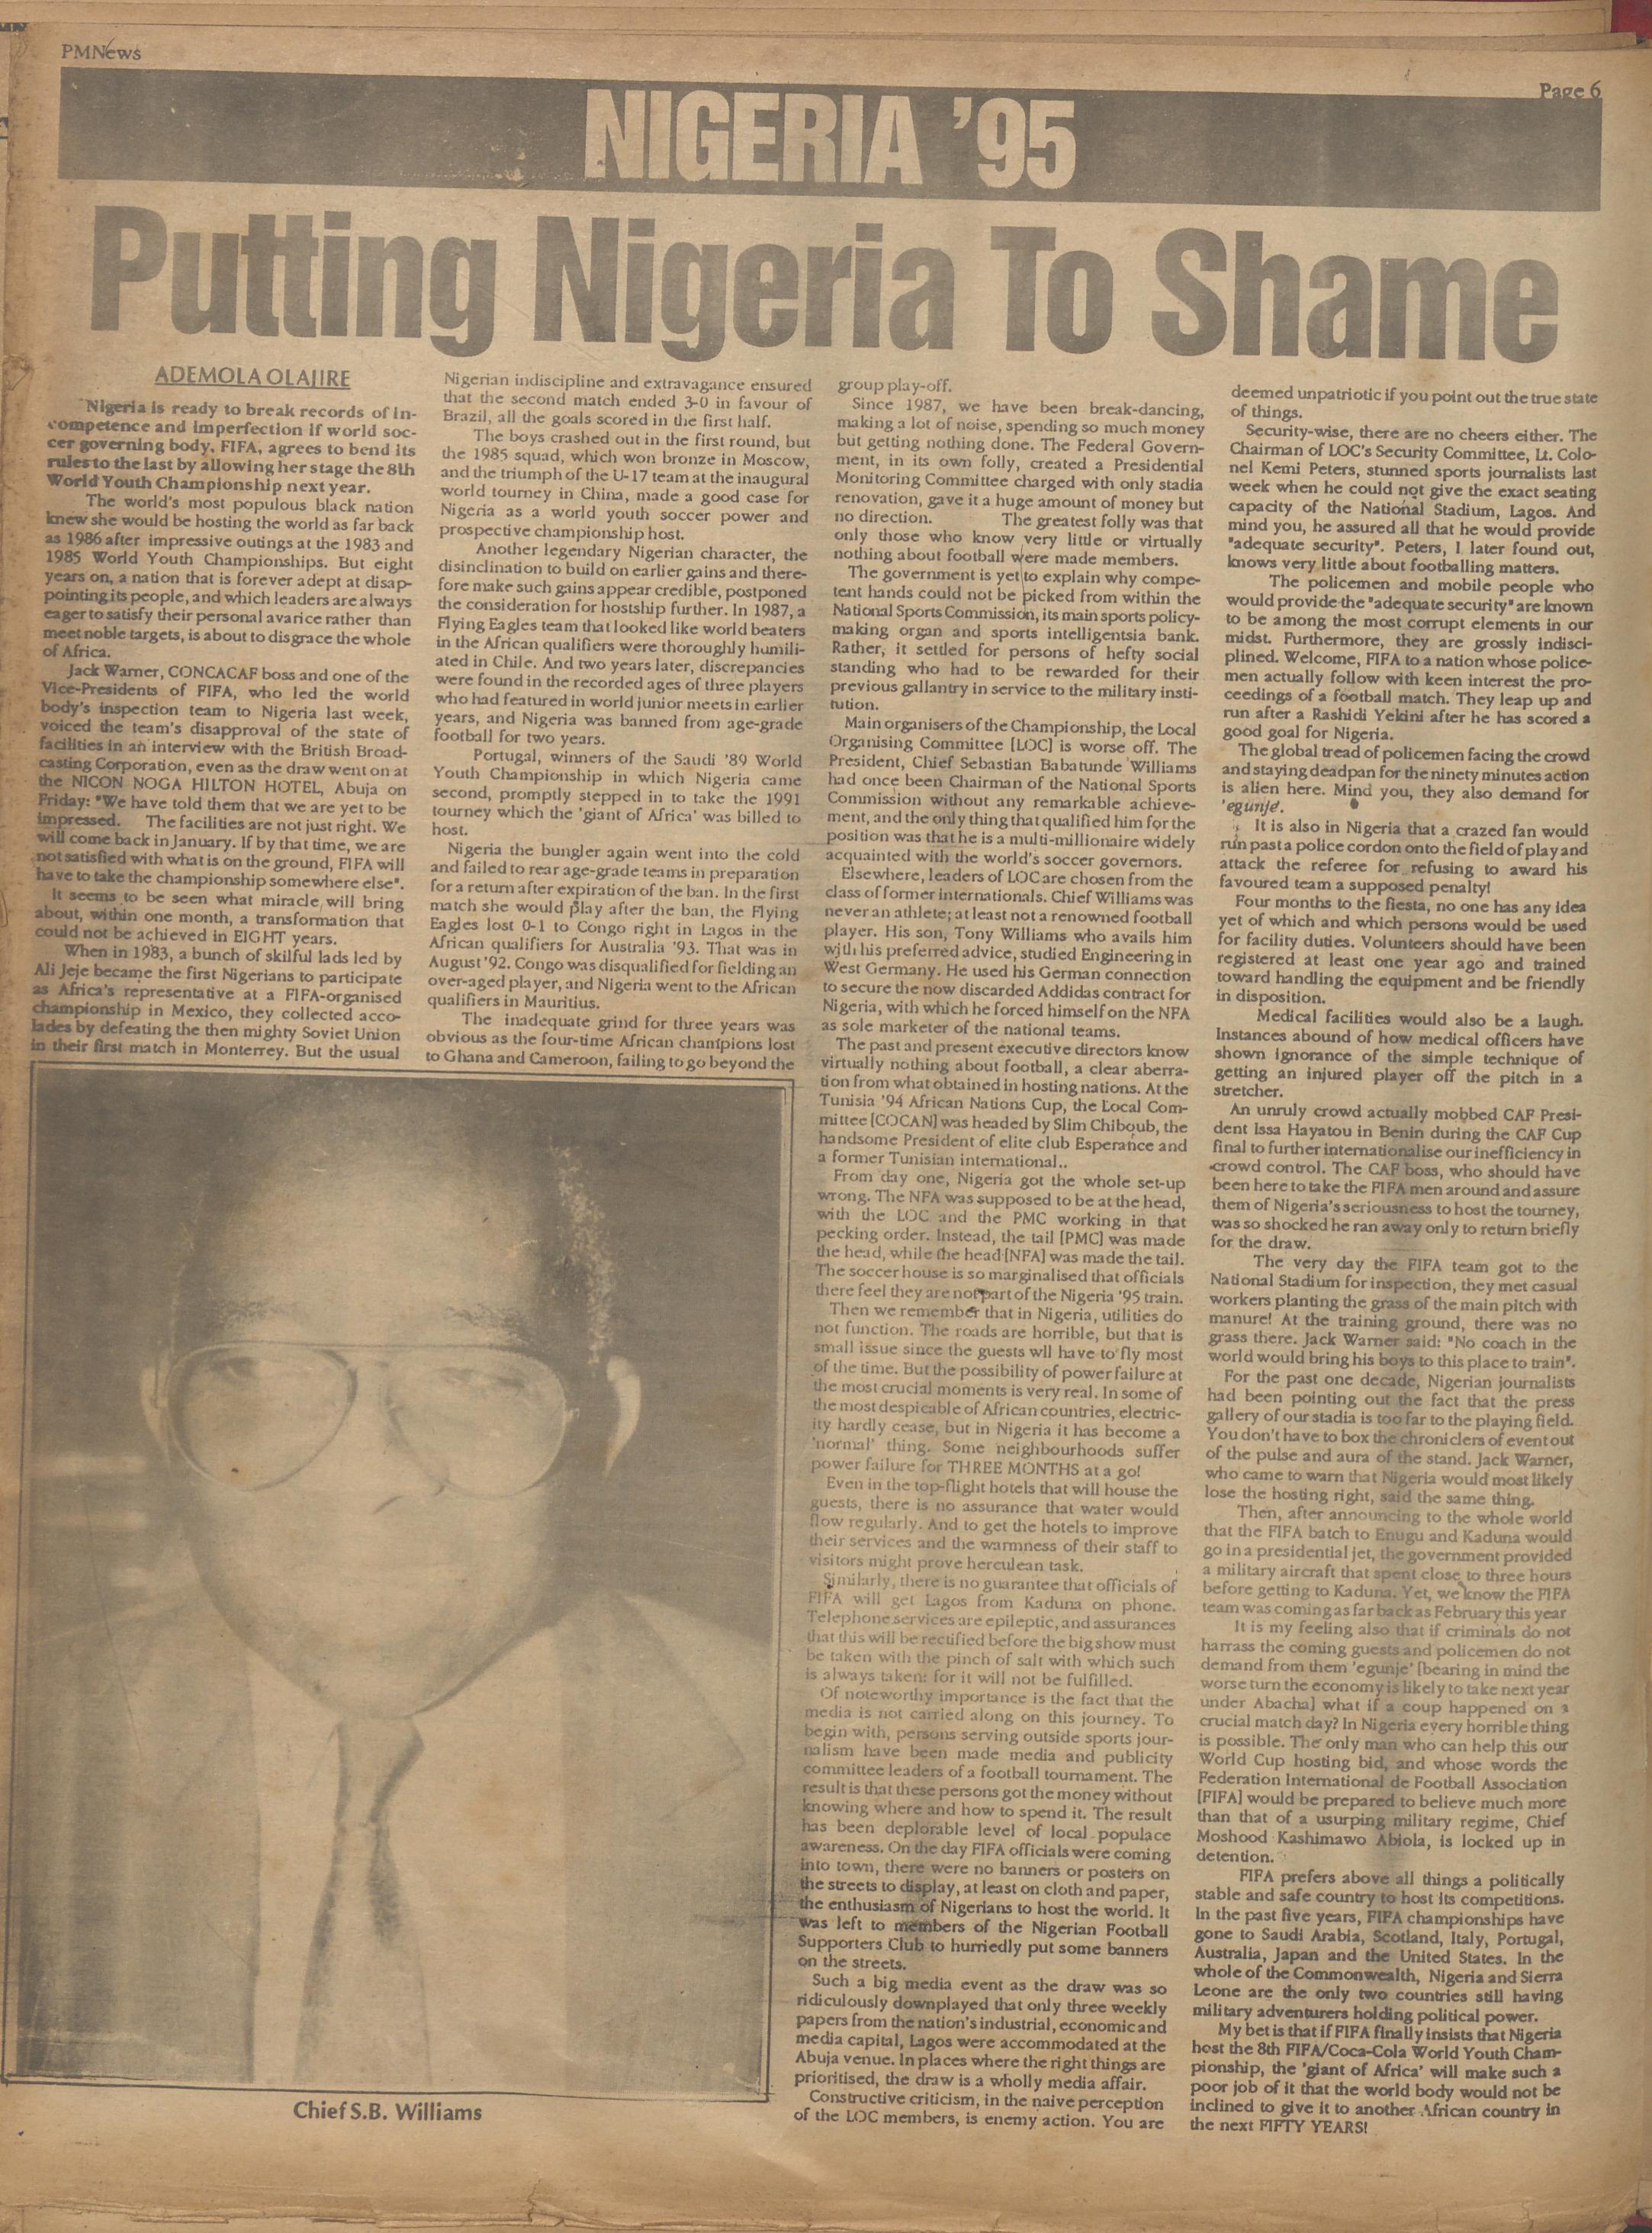 PMNews
Page 6
NIGERIA '95
Putting Nigeria To Shame
ADEMOLA OLAJIRE
Nigeria is ready to break records of in-
competence and imperfection if world soc-
cer governing body, FIFA, agrees to bend its
rules to the last by allowing her stage the 8th
World Youth Championship next year.
The world's most populous black nation
knew she would be hosting the world as far back
as 1986 after impressive outings at the 1983 and
1985 World Youth Championships. But eight
years on, a nation that is forever adept at disap-
pointing its people, and which leaders are always
eager to satisfy their personal avarice rather than
meet noble targets, is about to disgrace the whole
of Africa.
Jack Warner, CONCACAF boss and one of the
Vice-Presidents of FIFA, who led the world
body's inspection team to Nigeria last week,
voiced the team's disapproval of the state of
facilities in an interview with the British Broad-
casting Corporation, even as the draw went on at
the NICON NOGA HILTON HOTEL, Abuja on
Friday: "We have told them that we are yet to be
impressed. The facilities are not just right. We
will come back in January. If by that time, we are
not satisfied with what is on the ground, FIFA will
have to take the championship somewhere else".
It seems to be seen what miracle will bring
about, within one month, a transformation that
could not be achieved in EIGHT years.
When in 1983, a bunch of skilful lads led by
Ali Jeje became the first Nigerians to participate
as Africa's representative at a FIFA-organised
championship in Mexico, they collected acco-
lades by defeating the then mighty Soviet Union
in their first match in Monterrey. But the usual
Nigerian indiscipline and extravagance ensured
that the second match ended 3-0 in favour of
Brazil, all the goals scored in the first half.
The boys crashed out in the first round, but
the 1985 squad, which won bronze in Moscow,
and the triumph of the U-17 team at the inaugural
world tourney in China, made a good case for
Nigeria as a world youth soccer power and
prospective championship host.
Another legendary Nigerian character, the
disinclination to build on earlier gains and there-
fore make such gains appear credible, postponed
the consideration for hostship further. In 1987, a
Flying Eagles team that looked like world beaters
in the African qualifiers were thoroughly humili-
ated in Chile. And two years later, discrepancies
were found in the recorded ages of three players
who had featured in world junior meets in earlier
years, and Nigeria was banned from age-grade
football for two years.
Portugal, winners of the Saudi '89 World
Youth Championship in which Nigeria came
second, promptly stepped in to take the 1991
tourney which the 'giant of Africa' was billed to
host.
Nigeria the bungler again went into the cold
and failed to rear age-grade teams in preparation
for a return after expiration of the ban. In the first
match she would play after the ban, the Flying
Eagles lost 0-1 to Congo right in Lagos in the
African qualifiers for Australia '93. That was in
August '92. Congo was disqualified for fielding an
over-aged player, and Nigeria went to the African
qualifiers in Mauritius.
The inadequate grind for three years was
obvious as the four-time African champions lost
to Ghana and Cameroon, failing to go beyond the
Chief S.B. Williams
group play-off.
Since 1987, we have been break-dancing,
making a lot of noise, spending so much money
but getting nothing done. The Federal Govern-
ment, in its own folly, created a Presidential
Monitoring Committee charged with only stadia
renovation, gave it a huge amount of money but
no direction. The greatest folly was that
only those who know very little or virtually
nothing about football were made members.
The government is yet to explain why compe-
tent hands could not be picked from within the
National Sports Commission, its main sports policy-
making organ and sports intelligentsia bank.
Rather, it settled for persons of hefty social
standing who had to be rewarded for their
previous gallantry in service to the military insti-
tution.
Main organisers of the Championship, the Local
Organising Committee [LOC] is worse off. The
President, Chief Sebastian Babatunde Williams
had once been Chairman of the National Sports
Commission without any remarkable achieve-
ment, and the only thing that qualified him for the
position was that he is a multi-millionaire widely
acquainted with the world's soccer governors.
Elsewhere, leaders of LOC are chosen from the
class of former internationals. Chief Williams was
never an athlete; at least not a renowned football
player. His son, Tony Williams who avails him
with his preferred advice, studied Engineering in
West Germany. He used his German connection
to secure the now discarded Addidas contract for
Nigeria, with which he forced himself on the NFA
as sole marketer of the national teams.
The past and present executive directors know
virtually nothing about football, a clear aberra-
tion from what obtained in hosting nations. At the
Tunisia '94 African Nations Cup, the Local Com-
mittee [COCAN] was headed by Slim Chiboub, the
handsome President of elite club Esperance and
a former Tunisian international..
From day one, Nigeria got the whole set-up
wrong. The NFA was supposed to be at the head,
with the LOC and the PMC working in that
pecking order. Instead, the tail [PMC] was made
the head, while the head [NFA] was made the tail.
The soccer house is so marginalised that officials
there feel they are not part of the Nigeria '95 train.
Then we remember that in Nigeria, utilities do
not function. The roads are horrible, but that is
small issue since the guests wll have to fly most
of the time. But the possibility of power failure at
the most crucial moments is very real. In some of
the most despicable of African countries, electric-
ity hardly cease, but in Nigeria it has become a
'normal' thing. Some neighbourhoods suffer
power failure for THREE MONTHS at a go!
Even in the top-flight hotels that will house the
guests, there is no assurance that water would
flow regularly. And to get the hotels to improve
their services and the warmness of their staff to
visitors might prove herculean task.
Similarly, there is no guarantee that officials of
FIFA will get Lagos from Kaduna on phone.
Telephone services are epileptic, and assurances
that this will be rectified before the big show must
be taken with the pinch of salt with which such
is always taken: for it will not be fulfilled.
Of noteworthy importance is the fact that the
media is not carried along on this journey. To
begin with, persons serving outside sports jour-
nalism have been made media and publicity
committee leaders of a football tournament. The
result is that these persons got the money without
knowing where and how to spend it. The result
has been deplorable level of local populace
awareness. On the day FIFA officials were coming
into town, there were no banners or posters on
the streets to display, at least on cloth and paper,
the enthusiasm of Nigerians to host the world. It
was left to members of the Nigerian Football
Supporters Club to hurriedly put some banners
on the streets.
Such a big media event as the draw was so
ridiculously downplayed that only three weekly
papers from the nation's industrial, economic and
media capital, Lagos were accommodated at the
Abuja venue. In places where the right things are
prioritised, the draw is a wholly media affair.
Constructive criticism, in the naive perception
of the LOC members, is enemy action. You are
deemed unpatriotic if you point out the true state
of things.
Security-wise, there are no cheers either. The
Chairman of LOC's Security Committee, Lt. Colo-
nel Kemi Peters, stunned sports journalists last
week when he could not give the exact seating
capacity of the National Stadium, Lagos. And
mind you, he assured all that he would provide
"adequate security". Peters, I later found out,
knows very little about footballing matters.
The policemen and mobile people who
would provide the "adequate security" are known
to be among the most corrupt elements in our
midst. Furthermore, they are grossly indisci-
plined. Welcome, FIFA to a nation whose police-
men actually follow with keen interest the pro-
ceedings of a football match. They leap up and
run after a Rashidi Yekini after he has scored a
good goal for Nigeria.
The global tread of policemen facing the crowd
and staying deadpan for the ninety minutes action
is alien here. Mind you, they also demand for
'egunje'.
It is also in Nigeria that a crazed fan would
run past a police cordon onto the field of play and
attack the referee for refusing to award his
favoured team a supposed penalty!
Four months to the fiesta, no one has any idea
yet of which and which persons would be used
for facility duties. Volunteers should have been
registered at least one year ago and trained
toward handling the equipment and be friendly
in disposition.
Medical facilities would also be a laugh.
Instances abound of how medical officers have
shown ignorance of the simple technique of
getting an injured player off the pitch in a
stretcher.
An unruly crowd actually mobbed CAF Presi-
dent Issa Hayatou in Benin during the CAF Cup
final to further internationalise our inefficiency in
crowd control. The CAF boss, who should have
been here to take the FIFA men around and assure
them of Nigeria's seriousness to host the tourney,
was so shocked he ran away only to return briefly
for the draw.
The very day the FIFA team got to the
National Stadium for inspection, they met casual
workers planting the grass of the main pitch with
manure! At the training ground, there was no
grass there. Jack Warner said: "No coach in the
world would bring his boys to this place to train".
For the past one decade, Nigerian journalists
had been pointing out the fact that the press
gallery of our stadia is too far to the playing field.
You don't have to box the chroniclers of event out
of the pulse and aura of the stand. Jack Warner,
who came to warn that Nigeria would most likely
lose the hosting right, said the same thing.
Then, after announcing to the whole world
that the FIFA batch to Enugu and Kaduna would
go in a presidential jet, the government provided
a military aircraft that spent close to three hours
before getting to Kaduna. Yet, we know the FIFA
team was coming as far back as February this year
It is my feeling also that if criminals do not
harrass the coming guests and policemen do not
demand from them 'egunje' [bearing in mind the
worse turn the economy is likely to take next year
under Abacha] what if a coup happened on a
crucial match day? In Nigeria every horrible thing
is possible. The only man who can help this our
World Cup hosting bid, and whose words the
Federation International de Football Association
[FIFA] would be prepared to believe much more
than that of a usurping military regime, Chief
Moshood Kashimawo Abiola, is locked up in
detention.
FIFA prefers above all things a politically
stable and safe country to host its competitions.
In the past five years, FIFA championships have
gone to Saudi Arabia, Scotland, Italy, Portugal,
Australia, Japan and the United States. In the
whole of the Commonwealth, Nigeria and Sierra
Leone are the only two countries still having
military adventurers holding political power.
My bet is that if FIFA finally insists that Nigeria
host the 8th FIFA/Coca-Cola World Youth Cham-
pionship, the 'giant of Africa' will make such a
poor job of it that the world body would not be
inclined to give it to another African country in
the next FIFTY YEARS!